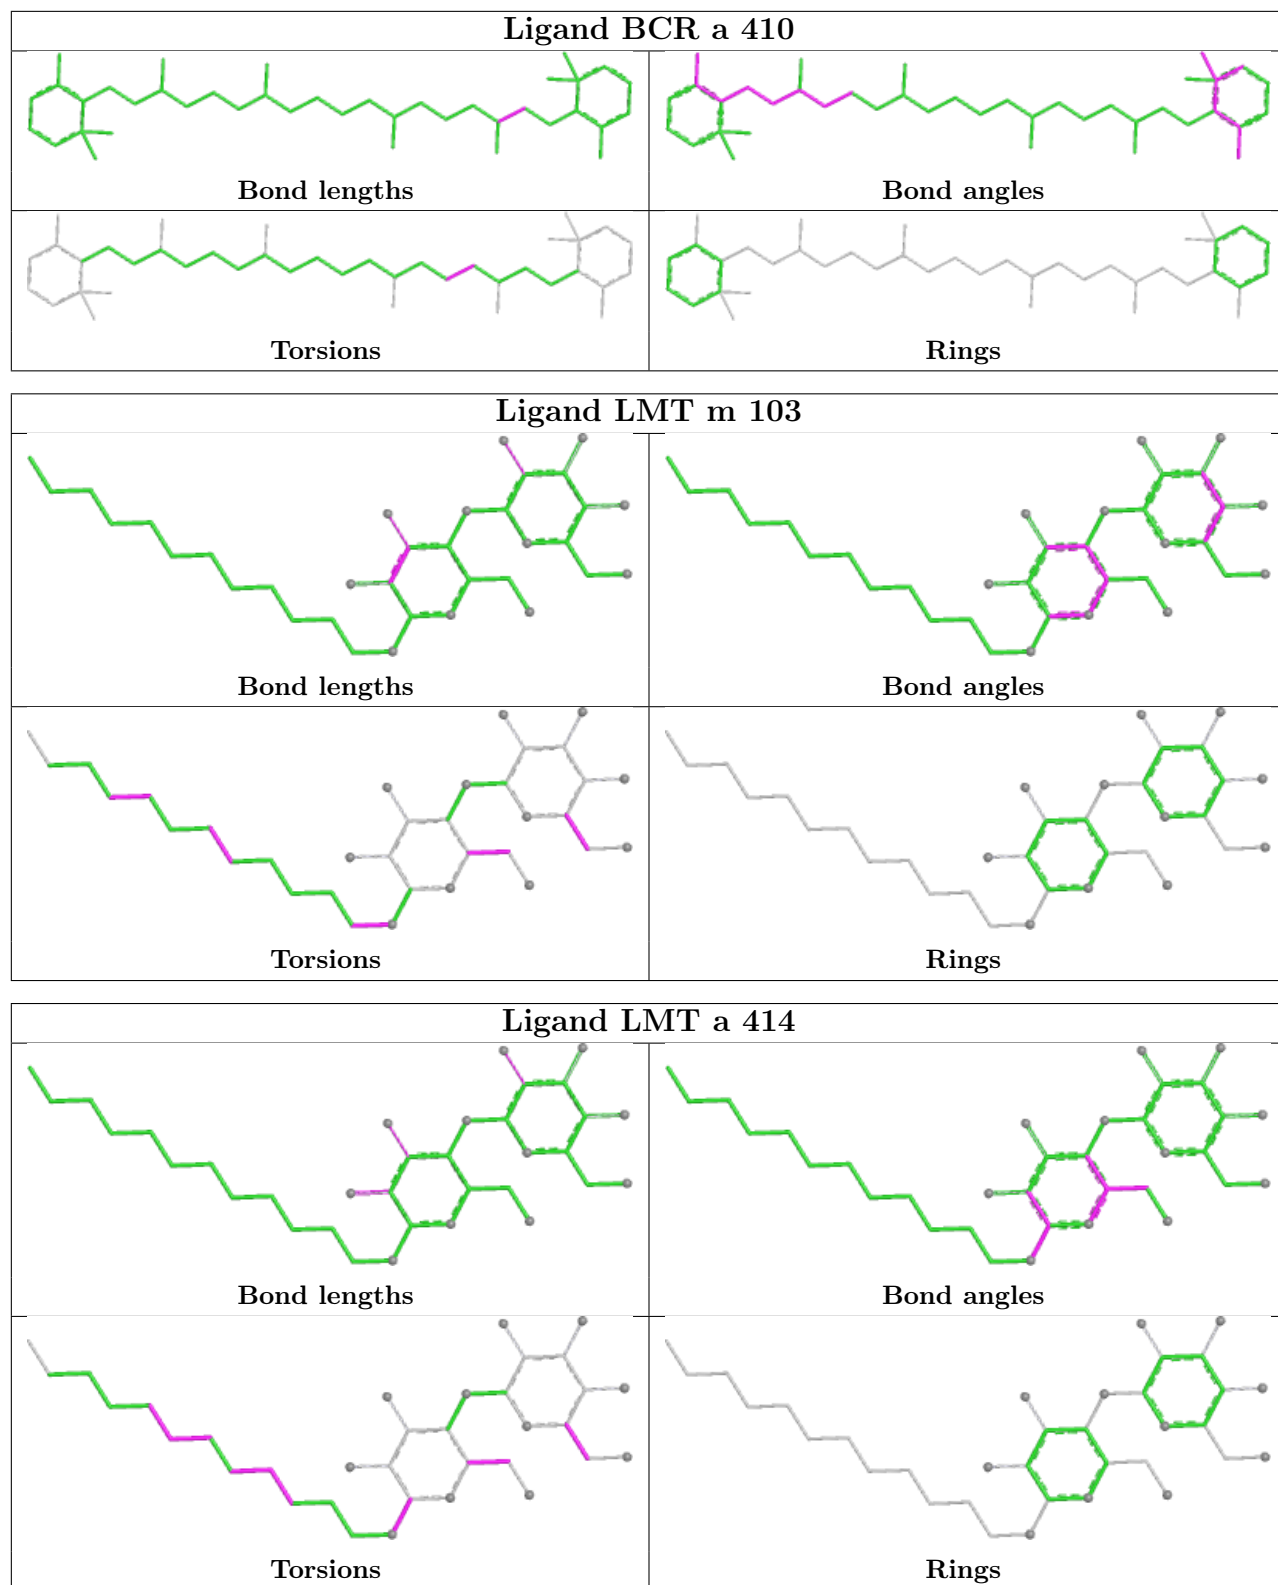 Ligand BCR a 410
Bond lengths
Bond angles
Torsions
Rings
Ligand LMT m 103
Bond lengths
Bond angles
Torsions
Rings
Ligand LMT a 414
Bond lengths
Bond angles
Torsions
Rings